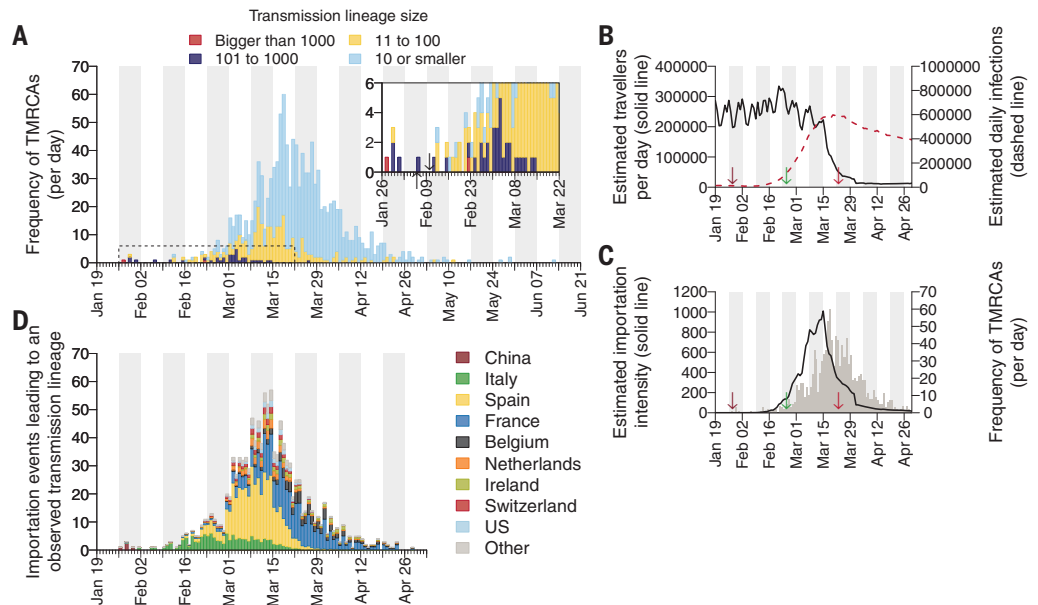 A
Transmission lineage size
Bigger than 1000
11 to 100
101 to 1000
10 or smaller
Frequency of TMRCAs
(per day)
70
60
50
40
30
20
10
0
Jan 19
Feb 02
Feb 16
Mar 01
Mar 15
Mar 29
Apr 12
Apr 26
May 10
May 24
Jun 07
Jun 21
6
4
2
0
Jan 26
Feb 09
Feb 23
Mar 08
Mar 22
B
Estimated travellers
per day (solid line)
400000
300000
200000
100000
0
1000000
800000
600000
400000
200000
0
Estimated daily infections
(dashed line)
Jan 19
Feb 02
Feb 16
Mar 01
Mar 15
Mar 29
Apr 12
Apr 26
C
Estimated importation
intensity (solid line)
1200
1000
800
600
400
200
0
70
60
50
40
30
20
10
0
Frequency of TMRCAs
(per day)
Jan 19
Feb 02
Feb 16
Mar 01
Mar 15
Mar 29
Apr 12
Apr 26
D
Importation events leading to an
observed transmission lineage
70
60
50
40
30
20
10
0
Jan 19
Feb 02
Feb 16
Mar 01
Mar 15
Mar 29
Apr 12
Apr 26
China
Italy
Spain
France
Belgium
Netherlands
Ireland
Switzerland
US
Other